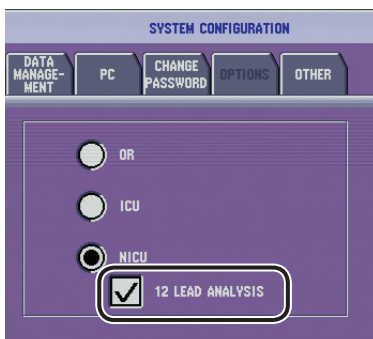 SYSTEM CONFIGURATION
DATA MANAGE-MENT
PC
CHANGE PASSWORD
OPTIONS
OTHER
OR
ICU
NICU
12 LEAD ANALYSIS